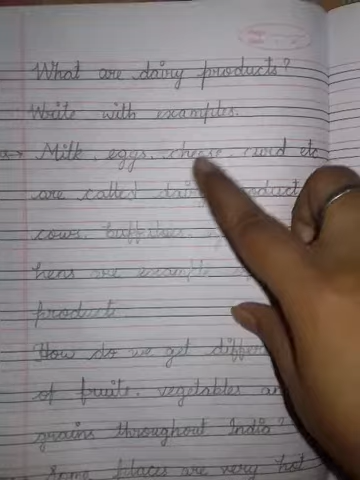 What are dairy products?
Write with examples.
Milk, eggs, cheese, curd etc
are called dairy product
cows, buffaloes,
hens are example
product
How do we get differ
of fruits, vegetables an
grains throughout India?
Some places are very hot